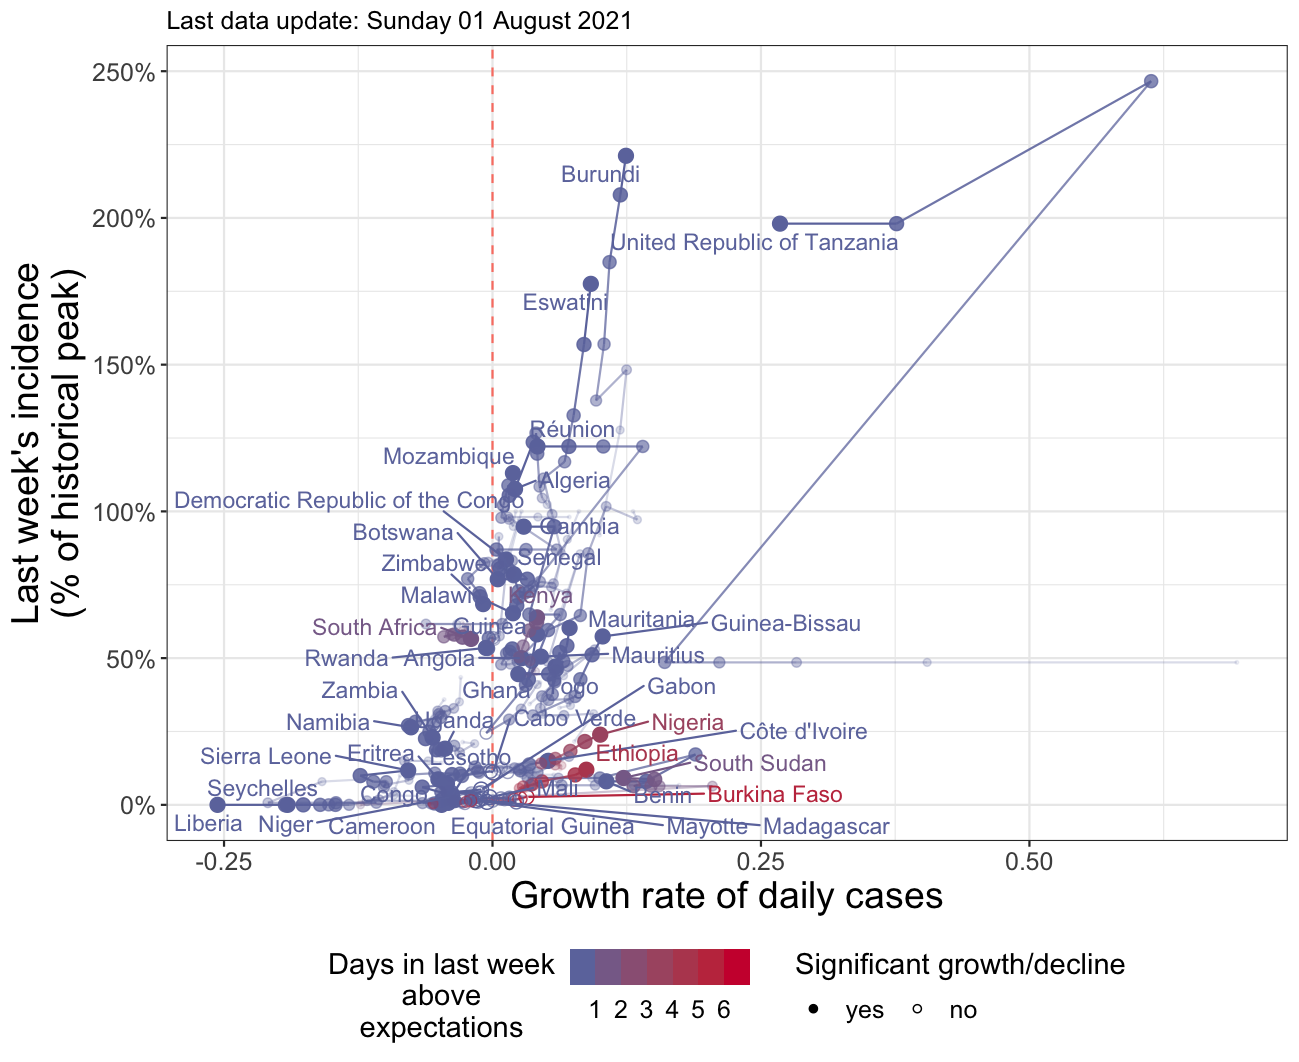 Last data update: Sunday 01 August 2021
Last week's incidence
(% of historical peak)
250%
200%
150%
100%
50%
0%
Burundi
United Republic of Tanzania
Eswatini
Réunion
Mozambique
Algeria
Democratic Republic of the Congo
Gambia
Botswana
Senegal
Zimbabwe
Malawi
Kenya
South Africa
Guinea
Mauritania
Guinea-Bissau
Rwanda
Angola
Mauritius
Zambia
Ghana
Togo
Gabon
Namibia
Uganda
Cabo Verde
Nigeria
Côte d'Ivoire
Sierra Leone
Eritrea
Lesotho
Ethiopia
South Sudan
Seychelles
Congo
Mali
Benin
Burkina Faso
Liberia
Niger
Cameroon
Equatorial Guinea
Mayotte
Madagascar
-0.25
0.00
0.25
0.50
Growth rate of daily cases
Days in last week
above
expectations
1 2 3 4 5 6
Significant growth/decline
yes
no